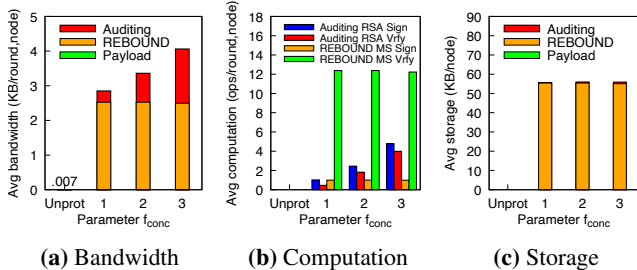 Avg bandwidth (KB/round,node)
5
4
3
2
1
0
Auditing
REBOUND
Payload
.007
Unprot 1 2 3
Parameter fconc
(a) Bandwidth
Avg computation (ops/round,node)
18
16
14
12
10
8
6
4
2
0
Auditing RSA Sign
Auditing RSA Vrfy
REBOUND MS Sign
REBOUND MS Vrfy
Unprot 1 2 3
Parameter fconc
(b) Computation
Avg storage (KB/node)
90
80
70
60
50
40
30
20
10
0
Auditing
REBOUND
Payload
Unprot 1 2 3
Parameter fconc
(c) Storage